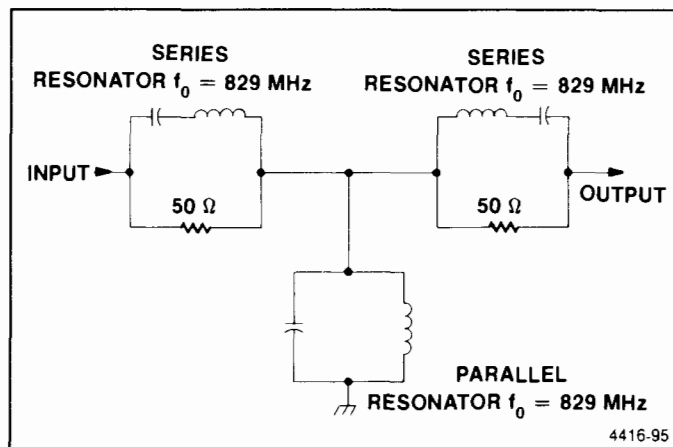 SERIES
RESONATOR f₀ = 829 MHz
SERIES
RESONATOR f₀ = 829 MHz
INPUT
50 Ω
50 Ω
OUTPUT
PARALLEL
RESONATOR f₀ = 829 MHz
4416-95